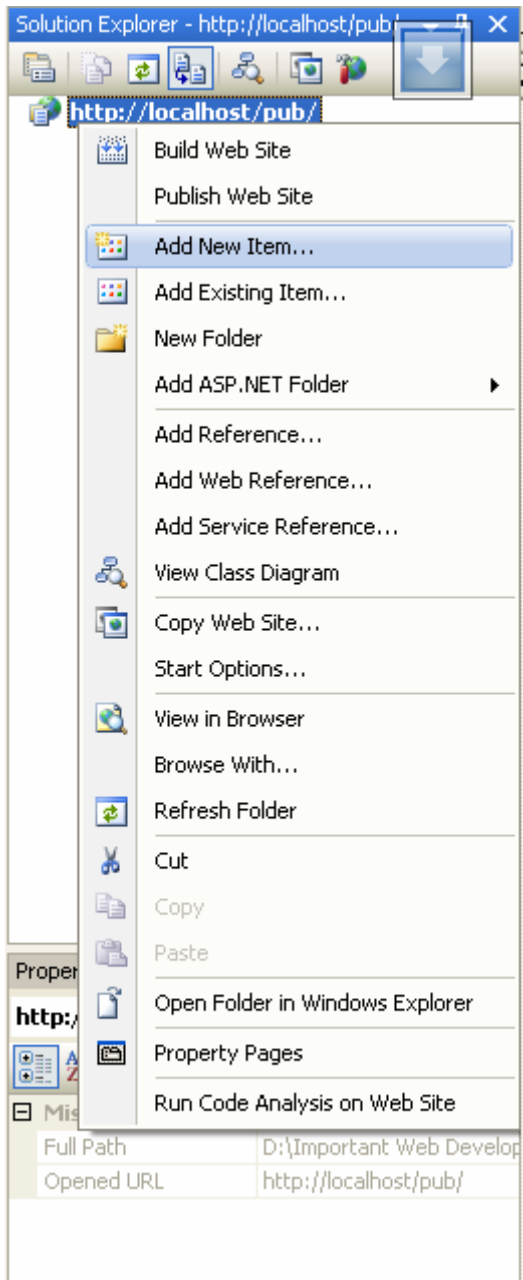 Solution Explorer - http://localhost/pub/
http://localhost/pub/
Build Web Site
Publish Web Site
Add New Item...
Add Existing Item...
New Folder
Add ASP.NET Folder
Add Reference...
Add Web Reference...
Add Service Reference...
View Class Diagram
Copy Web Site...
Start Options...
View in Browser
Browse With...
Refresh Folder
Cut
Copy
Paste
Open Folder in Windows Explorer
Property Pages
Run Code Analysis on Web Site
Proper
http:/
Mis
Full Path D:\Important Web Develop
Opened URL http://localhost/pub/